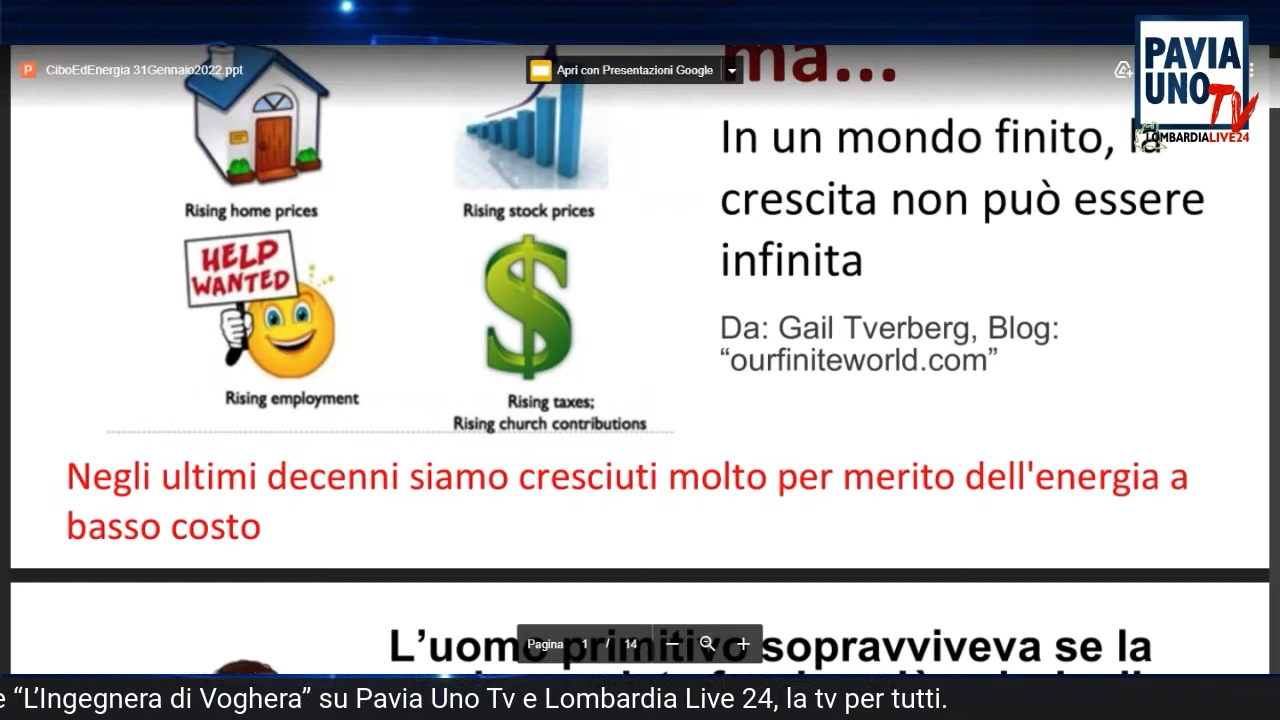 CiboEdEnergia 31Gennaio2022.ppt
Apri con Presentazioni Google
PAVIA
UNO TV
LOMBARDIALIVE24
ma...
In un mondo finito, la
crescita non può essere
infinita
Da: Gail Tverberg, Blog:
“ourfiniteworld.com”
Rising home prices
Rising stock prices
HELP
WANTED
Rising employment
Rising taxes;
Rising church contributions
Negli ultimi decenni siamo cresciuti molto per merito dell'energia a
basso costo
L’uomo primitivo sopravviveva se la
Pagina 1 / 14
e “L’Ingegnera di Voghera” su Pavia Uno Tv e Lombardia Live 24, la tv per tutti.